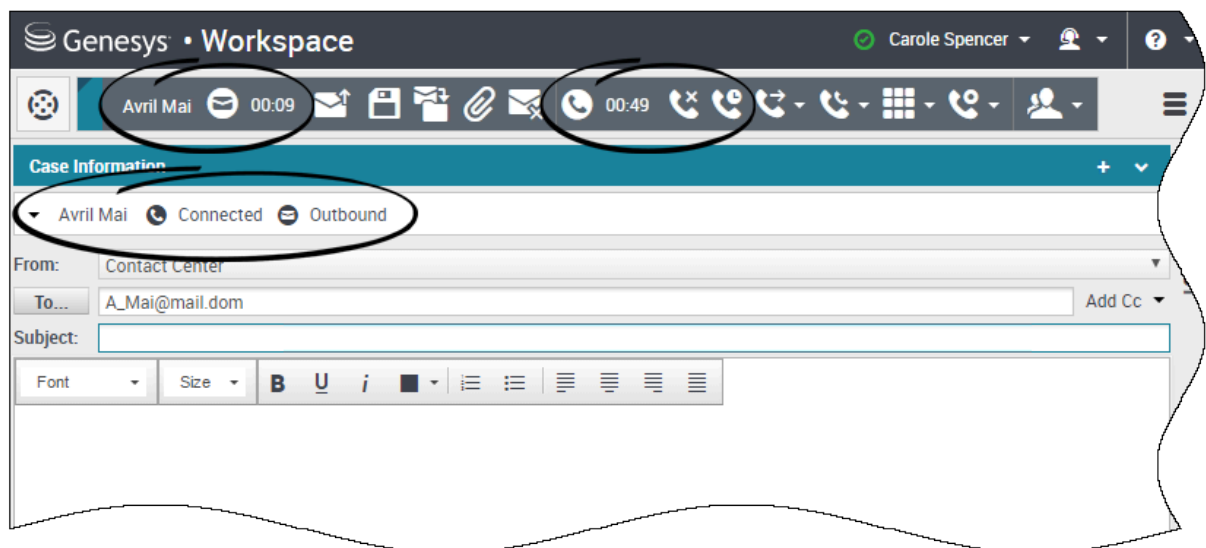 Genesys • Workspace Carole Spencer
Avril Mai 00:09 00:49
Case Information
Avril Mai Connected Outbound
From: Contact Center
To... A_Mai@mail.dom Add Cc
Subject:
Font Size B U i